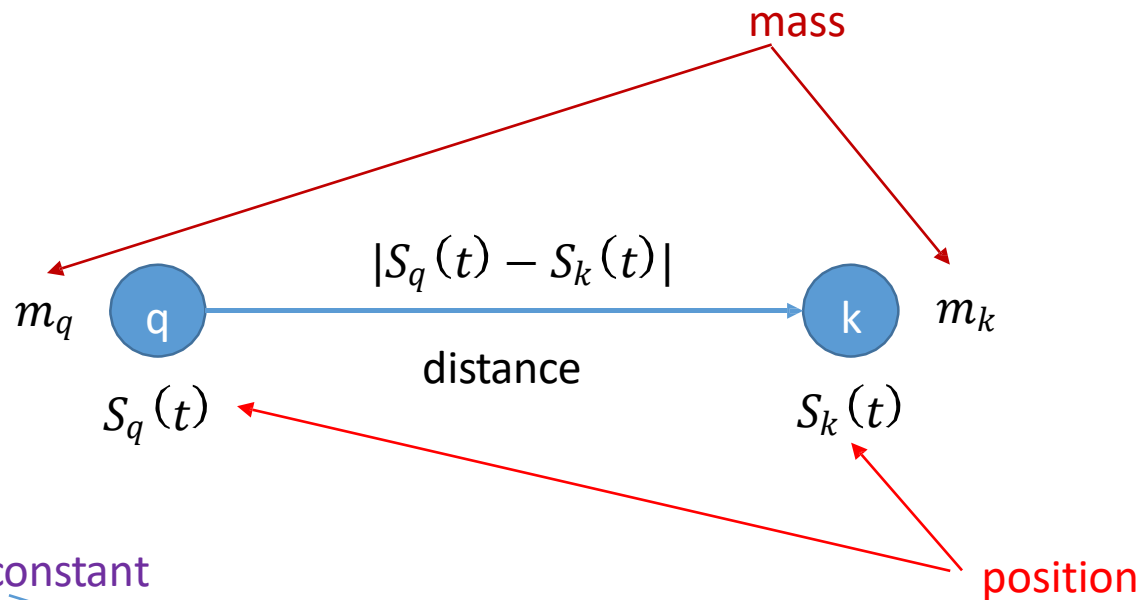 mass
|S_q(t) − S_k(t)|
m_q q k m_k
distance
S_q(t) S_k(t)
constant
position